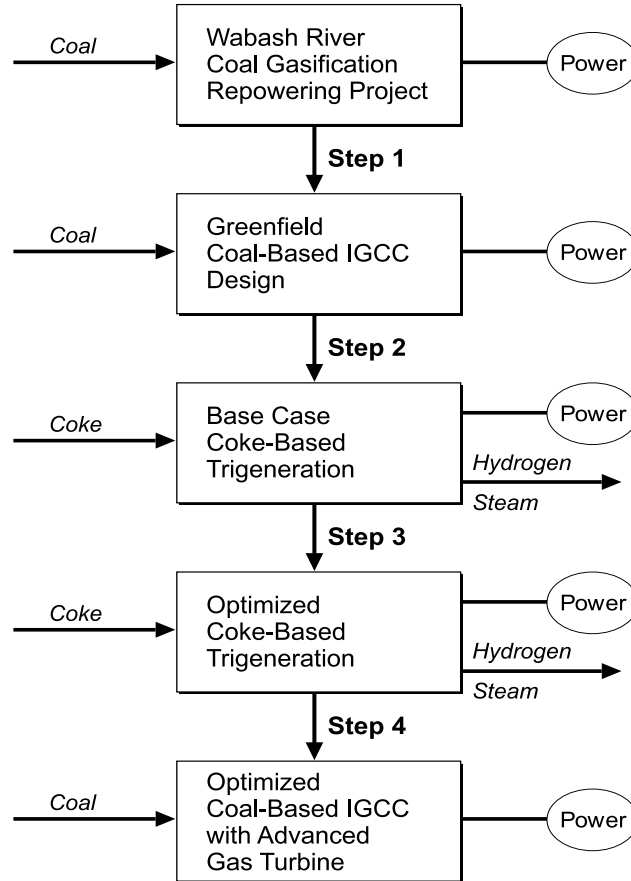 Coal
Wabash River
Coal Gasification
Repowering Project
Power
Step 1
Coal
Greenfield
Coal-Based IGCC
Design
Power
Step 2
Coke
Base Case
Coke-Based
Trigeneration
Power
Hydrogen
Steam
Step 3
Coke
Optimized
Coke-Based
Trigeneration
Power
Hydrogen
Steam
Step 4
Coal
Optimized
Coal-Based IGCC
with Advanced
Gas Turbine
Power